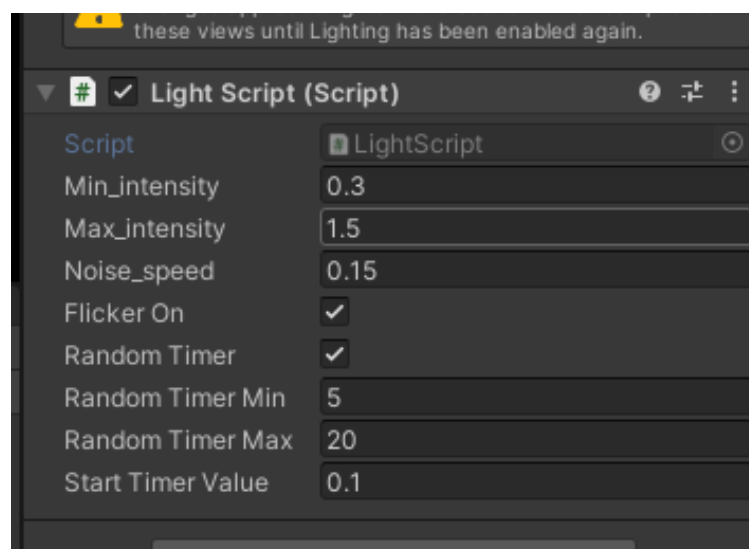 these views until Lighting has been enabled again.
# Light Script (Script)
Script # LightScript
Min_intensity 0.3
Max_intensity 1.5
Noise_speed 0.15
Flicker On
Random Timer
Random Timer Min 5
Random Timer Max 20
Start Timer Value 0.1